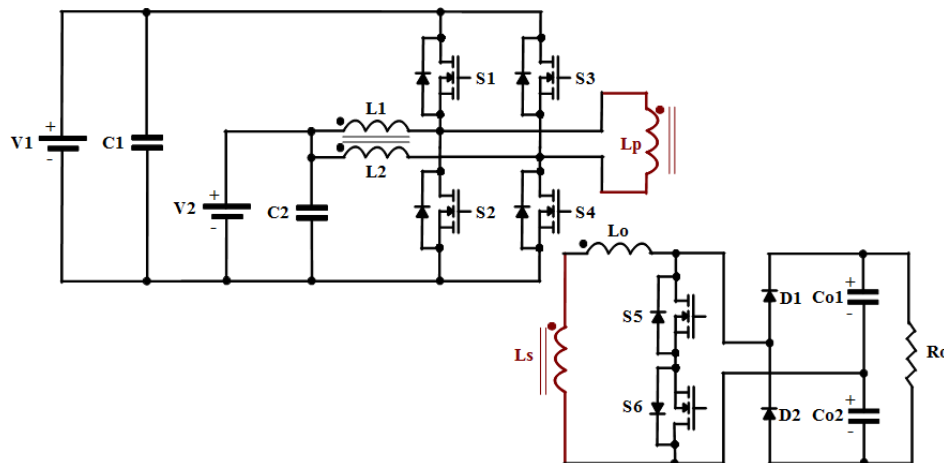 S1
S3
L1
V1
+
-
C1
Lp
L2
V2
+
-
C2
S2
S4
Lo
D1
+
Co1
-
S5
Ls
Ro
S6
D2
+
Co2
-